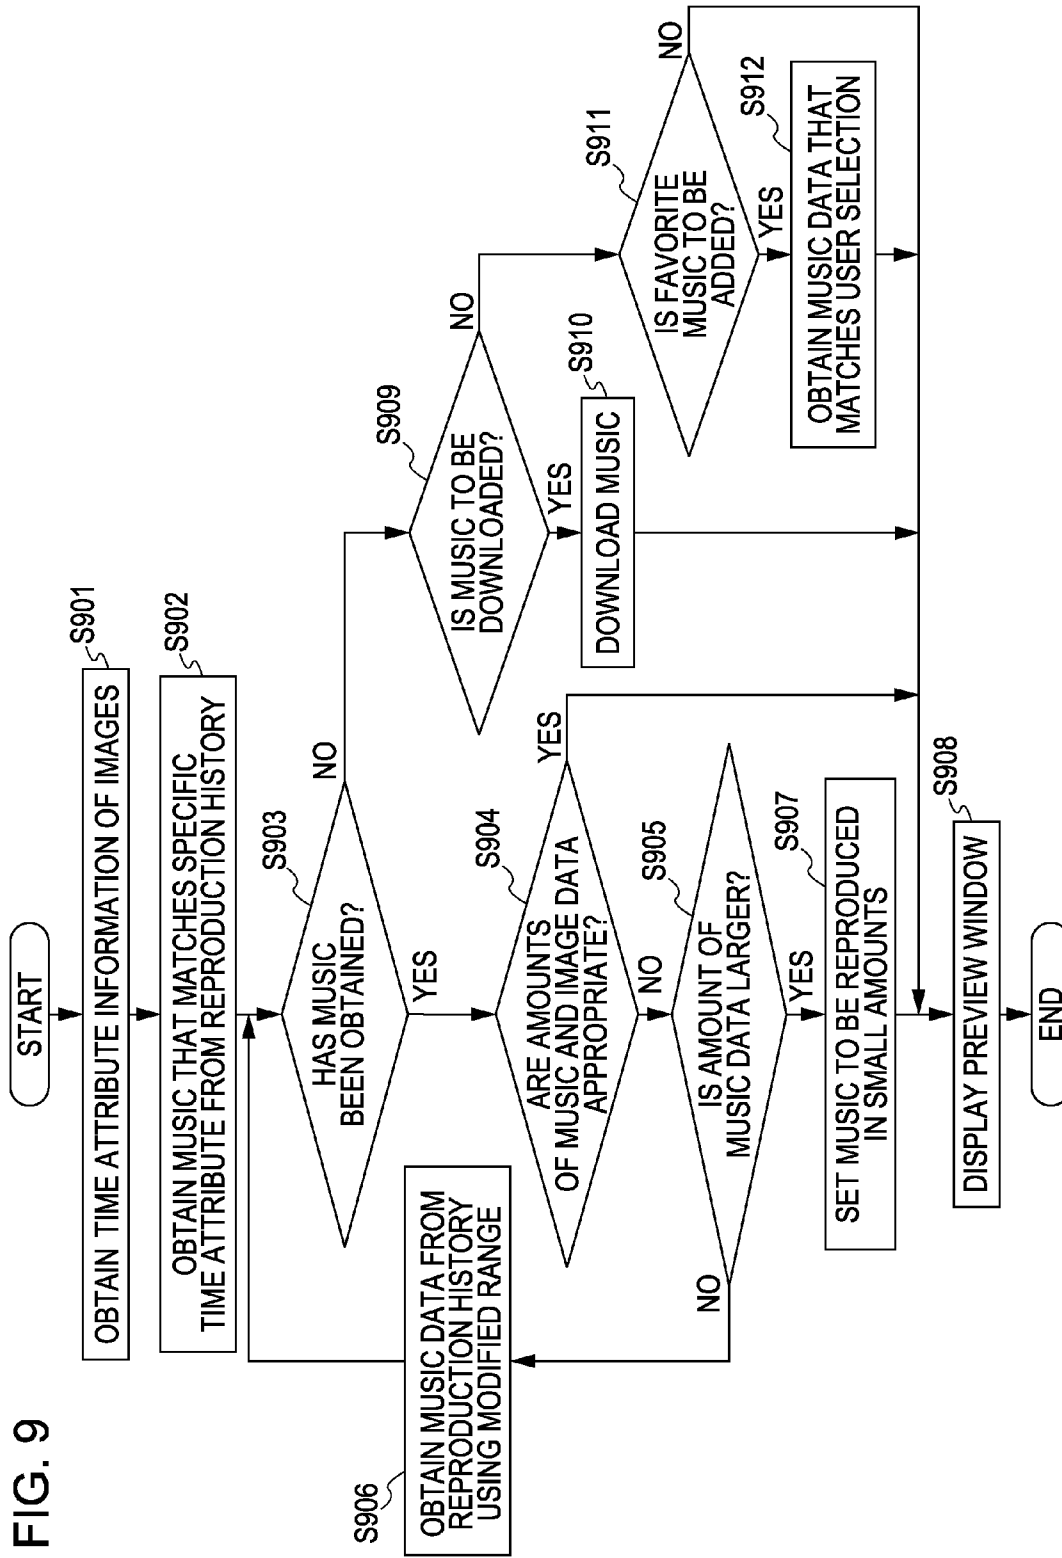 FIG. 9
START
S901
OBTAIN TIME ATTRIBUTE INFORMATION OF IMAGES
S902
OBTAIN MUSIC THAT MATCHES SPECIFIC
TIME ATTRIBUTE FROM REPRODUCTION HISTORY
S903
HAS MUSIC
BEEN OBTAINED?
NO
YES
S904
ARE AMOUNTS
OF MUSIC AND IMAGE DATA
APPROPRIATE?
YES
NO
S905
IS AMOUNT OF
MUSIC DATA LARGER?
NO
YES
S906
OBTAIN MUSIC DATA FROM
REPRODUCTION HISTORY
USING MODIFIED RANGE
S907
SET MUSIC TO BE REPRODUCED
IN SMALL AMOUNTS
S908
DISPLAY PREVIEW WINDOW
END
S909
IS MUSIC TO BE
DOWNLOADED?
NO
YES
S910
DOWNLOAD MUSIC
S911
IS FAVORITE
MUSIC TO BE
ADDED?
NO
YES
S912
OBTAIN MUSIC DATA THAT
MATCHES USER SELECTION